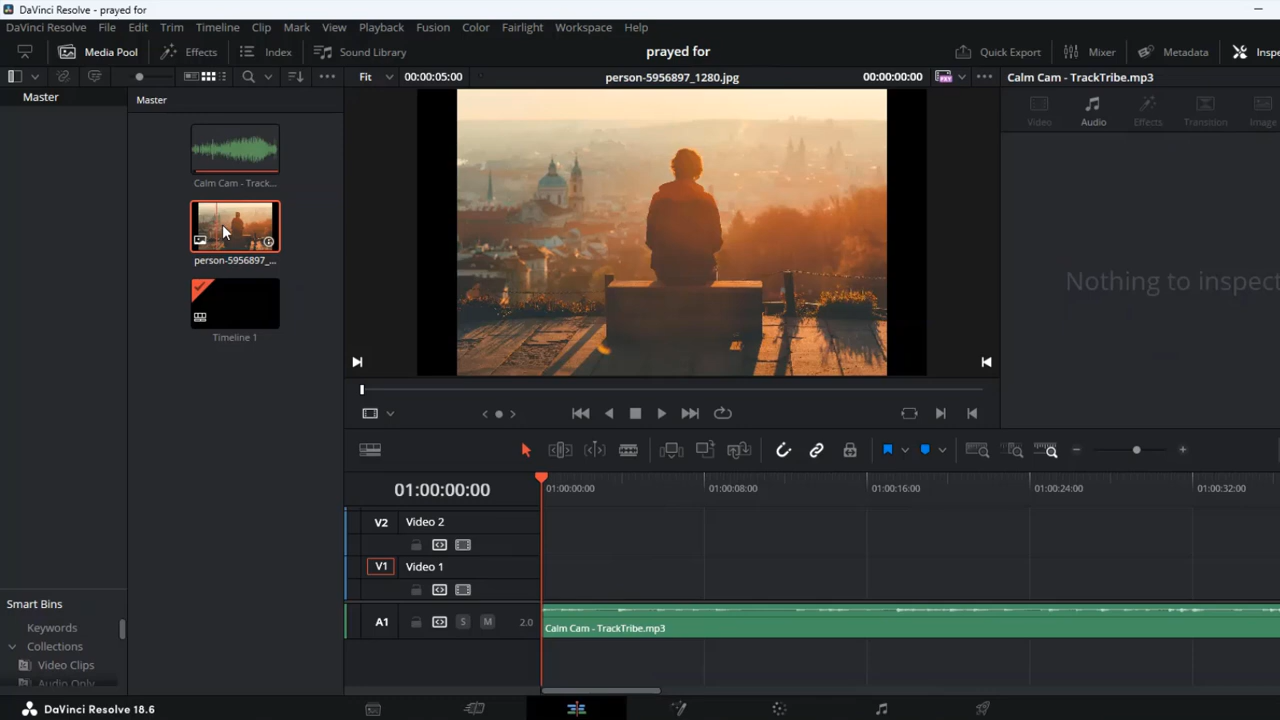 DaVinci Resolve - prayed for
DaVinci Resolve File Edit Trim Timeline Clip Mark View Playback Fusion Color Fairlight Workspace Help
Media Pool Effects Index Sound Library prayed for Quick Export Mixer Metadata Inspe
Fit 00:00:05:00 person-5956897_1280.jpg 00:00:00:00 Calm Cam - TrackTribe.mp3
Master Master
Video Audio Effects Transition Image
Calm Cam - Track...
person-5956897_...
Nothing to inspect
Timeline 1
01:00:00:00 01:00:00:00 01:00:08:00 01:00:16:00 01:00:24:00 01:00:32:00
V2 Video 2
V1 Video 1
A1 S M 2.0 Calm Cam - TrackTribe.mp3
Smart Bins
Keywords
Collections
Video Clips
Audio Only
DaVinci Resolve 18.6